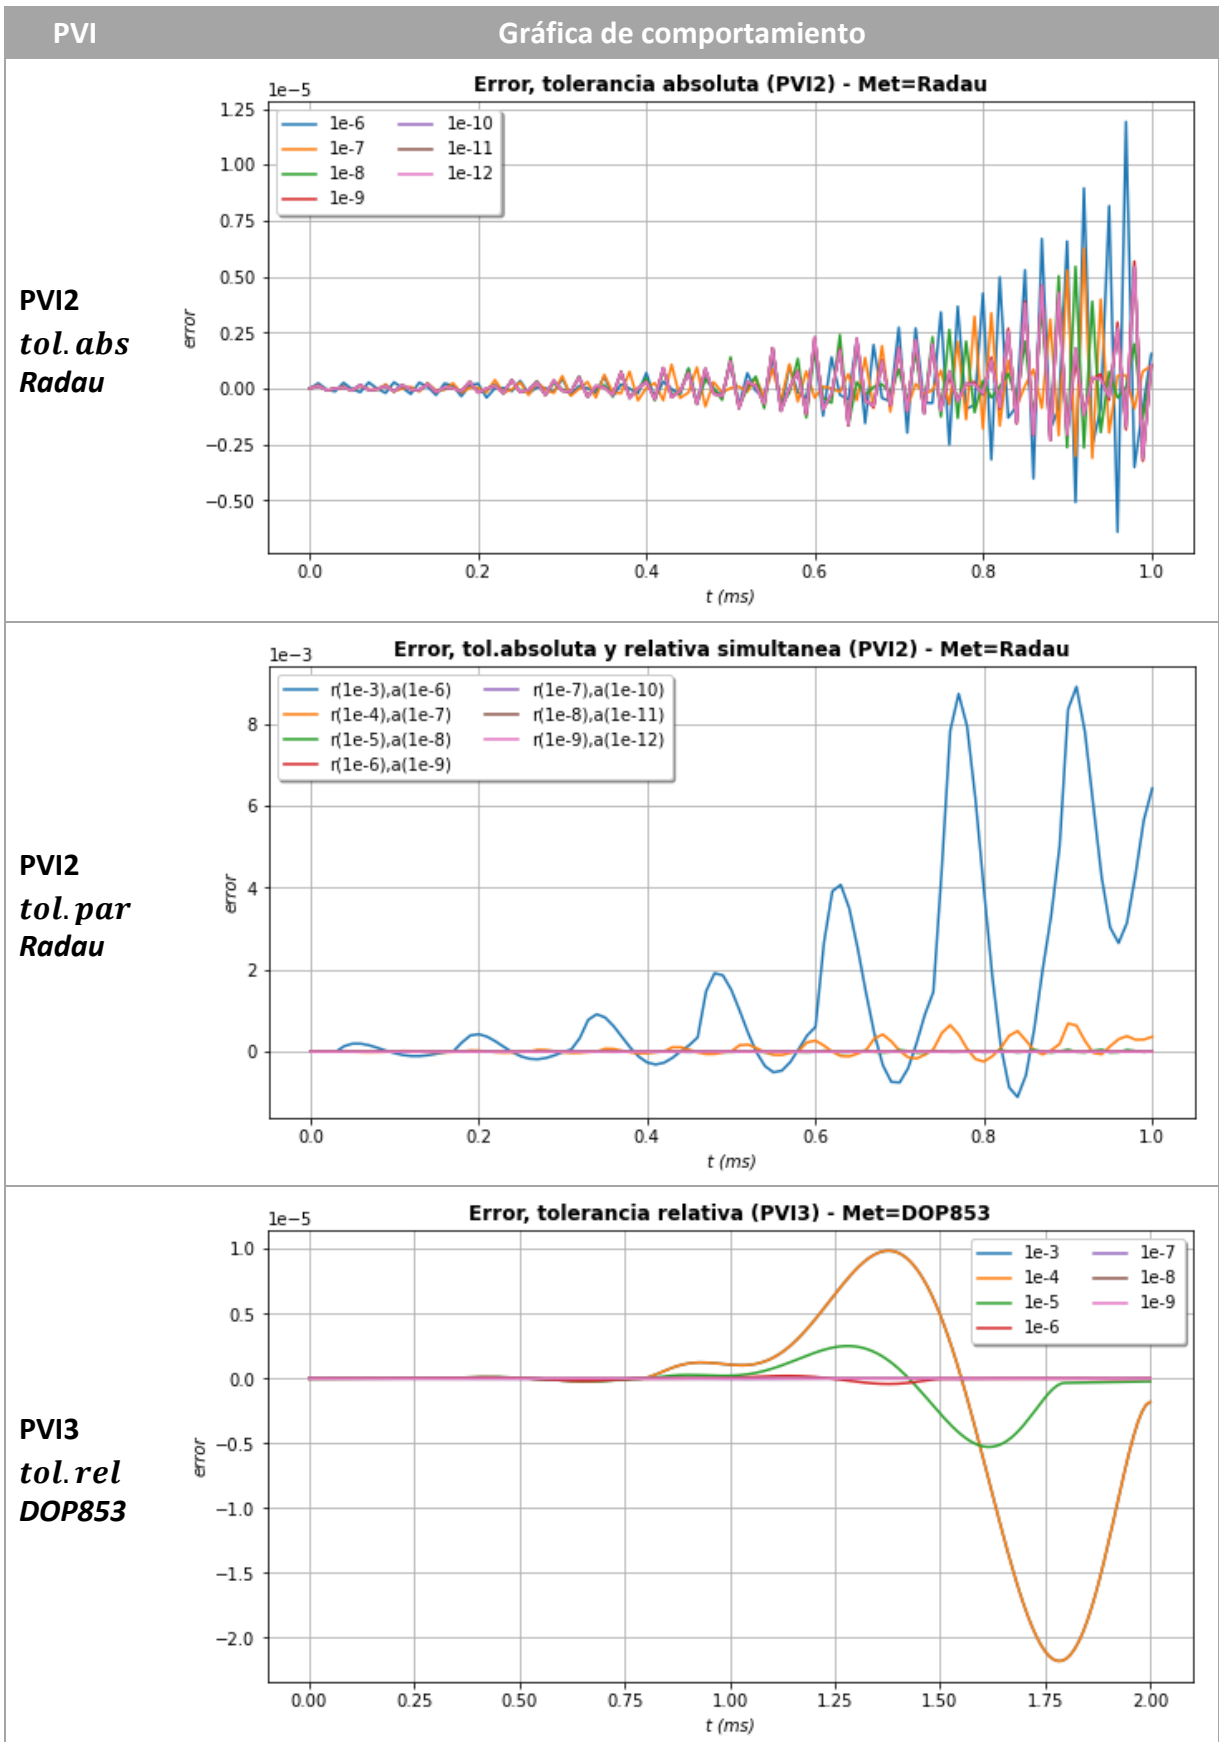 PVI Gráfica de comportamiento
PVI2
tol.abs
Radau
Error, tolerancia absoluta (PVI2) - Met=Radau
1e-5
1.25
1.00
0.75
0.50
0.25
0.00
−0.25
−0.50
error
1e-6 1e-10
1e-7 1e-11
1e-8 1e-12
1e-9
0.0 0.2 0.4 0.6 0.8 1.0
t (ms)
PVI2
tol.par
Radau
Error, tol.absoluta y relativa simultanea (PVI2) - Met=Radau
1e-3
8
6
4
2
0
error
r(1e-3),a(1e-6) r(1e-7),a(1e-10)
r(1e-4),a(1e-7) r(1e-8),a(1e-11)
r(1e-5),a(1e-8) r(1e-9),a(1e-12)
r(1e-6),a(1e-9)
0.0 0.2 0.4 0.6 0.8 1.0
t (ms)
PVI3
tol.rel
DOP853
Error, tolerancia relativa (PVI3) - Met=DOP853
1e-5
1.0
0.5
0.0
−0.5
−1.0
−1.5
−2.0
error
1e-3 1e-7
1e-4 1e-8
1e-5 1e-9
1e-6
0.00 0.25 0.50 0.75 1.00 1.25 1.50 1.75 2.00
t (ms)